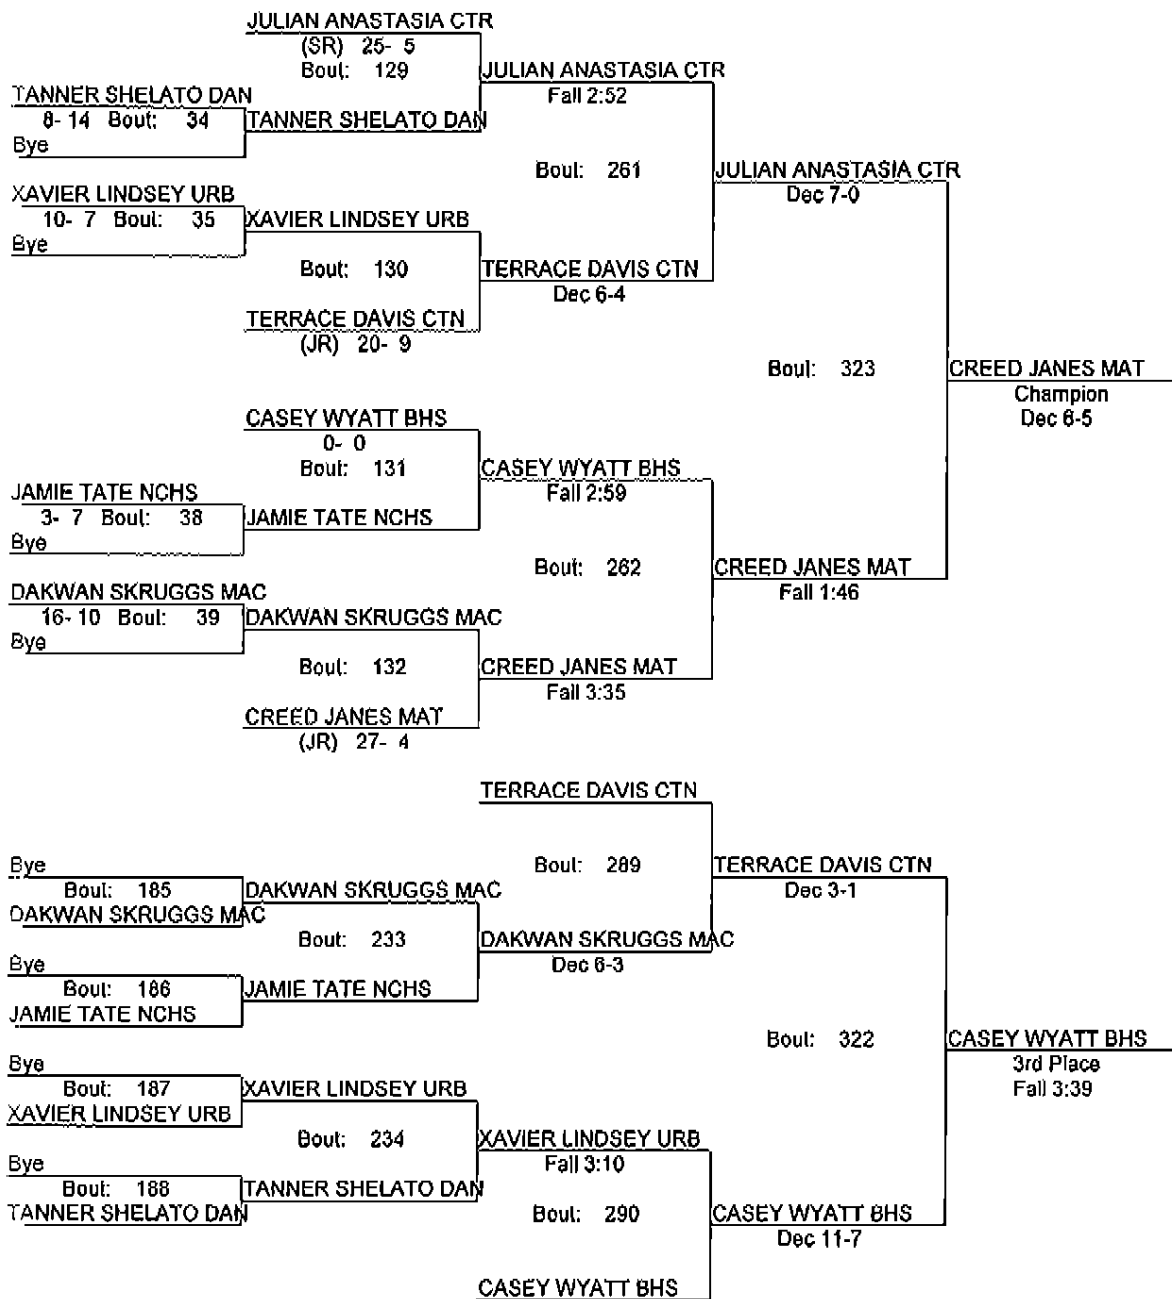 JULIAN ANASTASIA CTR
(SR) 25- 5
Bout: 129
JULIAN ANASTASIA CTR
Fall 2:52
TANNER SHELATO DAN
8- 14 Bout: 34
TANNER SHELATO DAN
Bye
Bout: 261
JULIAN ANASTASIA CTR
Dec 7-0
XAVIER LINDSEY URB
10- 7 Bout: 35
XAVIER LINDSEY URB
Bye
Bout: 130
TERRACE DAVIS CTN
Dec 6-4
TERRACE DAVIS CTN
(JR) 20- 9
Bout: 323
CREED JANES MAT
Champion
Dec 6-5
CASEY WYATT BHS
0- 0
Bout: 131
CASEY WYATT BHS
Fall 2:59
JAMIE TATE NCHS
3- 7 Bout: 38
JAMIE TATE NCHS
Bye
Bout: 262
CREED JANES MAT
Fall 1:46
DAKWAN SKRUGGS MAC
16- 10 Bout: 39
DAKWAN SKRUGGS MAC
Bye
Bout: 132
CREED JANES MAT
Fall 3:35
CREED JANES MAT
(JR) 27- 4
TERRACE DAVIS CTN
Bout: 289
TERRACE DAVIS CTN
Dec 3-1
Bye
Bout: 185
DAKWAN SKRUGGS MAC
DAKWAN SKRUGGS MAC
Bout: 233
DAKWAN SKRUGGS MAC
Dec 6-3
Bye
Bout: 186
JAMIE TATE NCHS
JAMIE TATE NCHS
Bout: 322
CASEY WYATT BHS
3rd Place
Fall 3:39
Bye
Bout: 187
XAVIER LINDSEY URB
XAVIER LINDSEY URB
Bout: 234
XAVIER LINDSEY URB
Fall 3:10
Bye
Bout: 188
TANNER SHELATO DAN
TANNER SHELATO DAN
Bout: 290
CASEY WYATT BHS
Dec 11-7
CASEY WYATT BHS